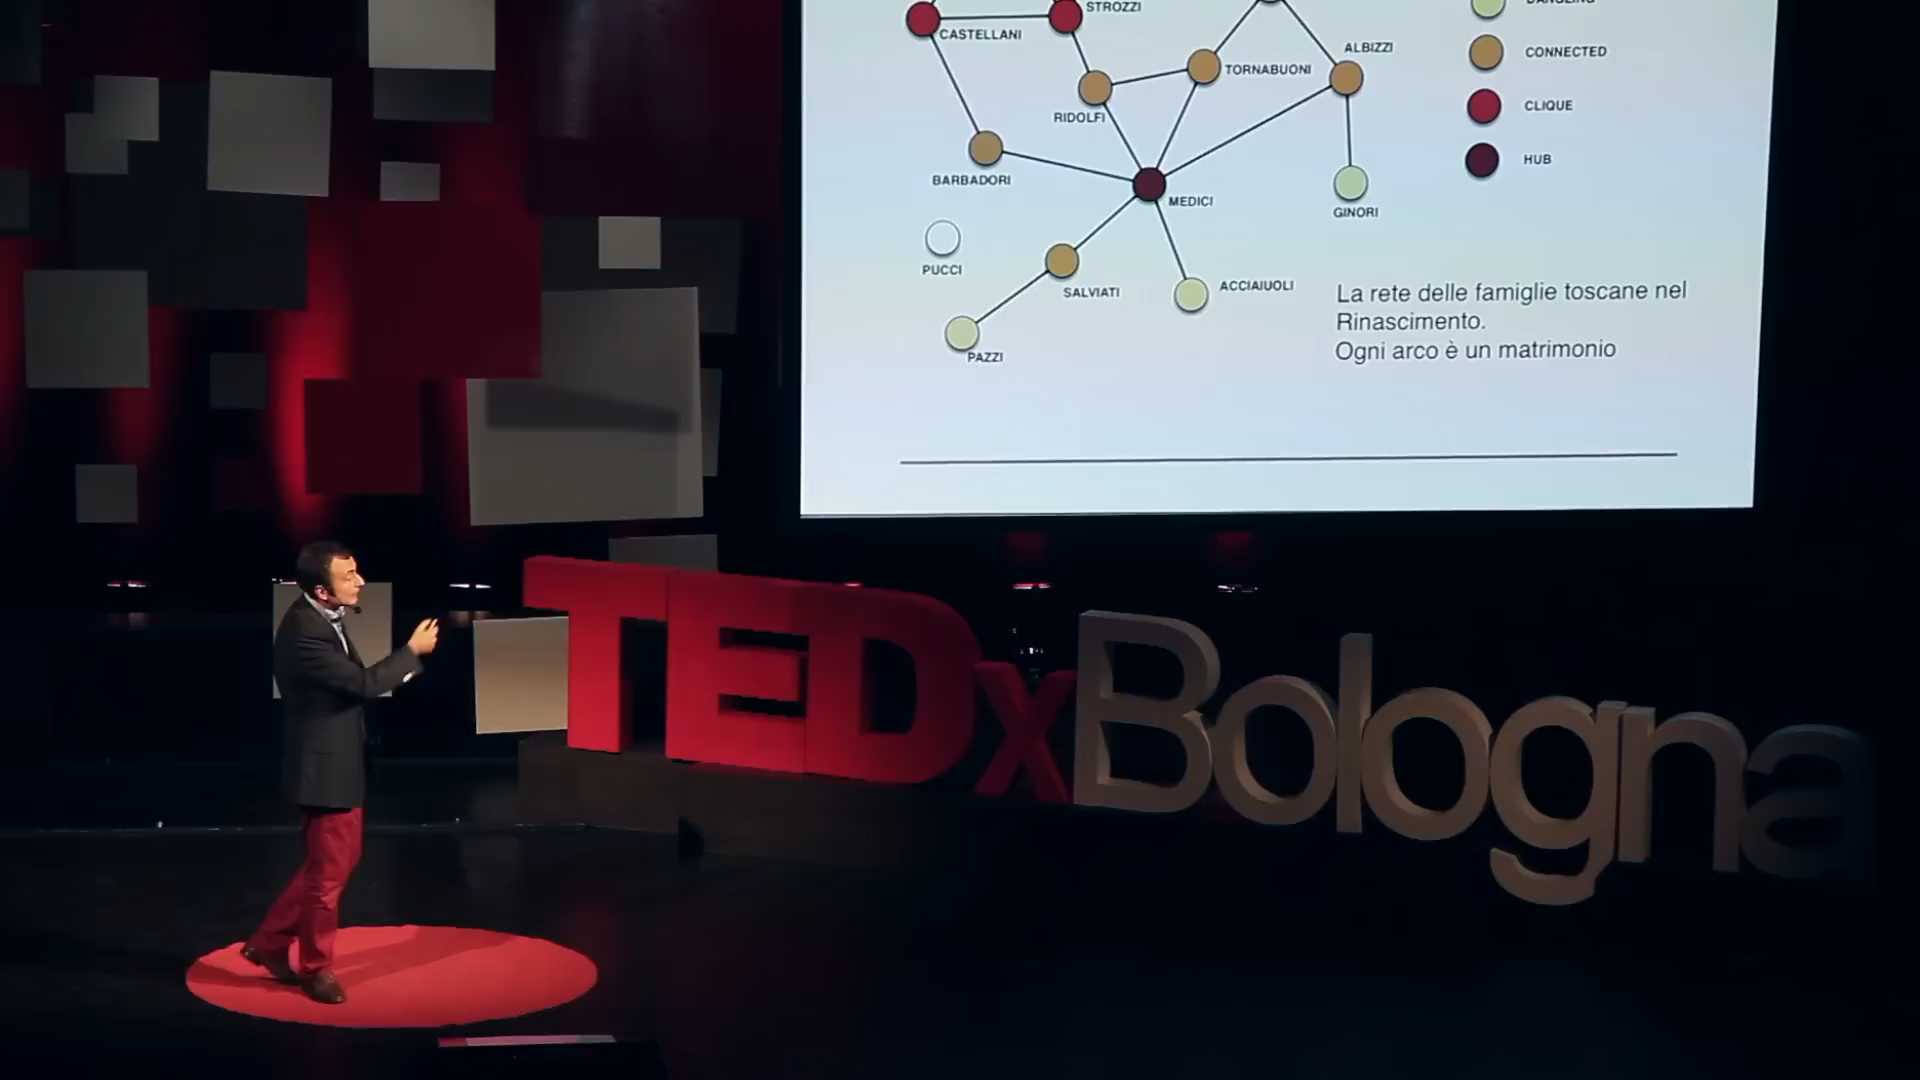 STROZZI
CASTELLANI
ALBIZZI
CONNECTED
TORNABUONI
CLIQUE
RIDOLFI
HUB
BARBADORI
MEDICI
GINORI
PUCCI
SALVIATI
ACCIAIUOLI
PAZZI
La rete delle famiglie toscane nel
Rinascimento.
Ogni arco è un matrimonio
TEDxBologna